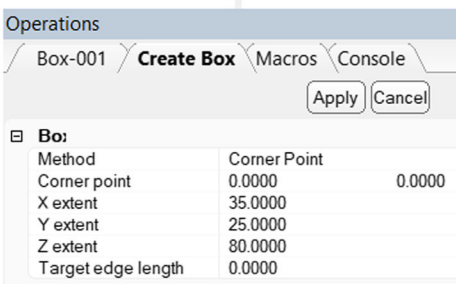 Operations
Box-001 Create Box Macros Console
Apply Cancel
Box
Method Corner Point
Corner point 0.0000 0.0000
X extent 35.0000
Y extent 25.0000
Z extent 80.0000
Target edge length 0.0000